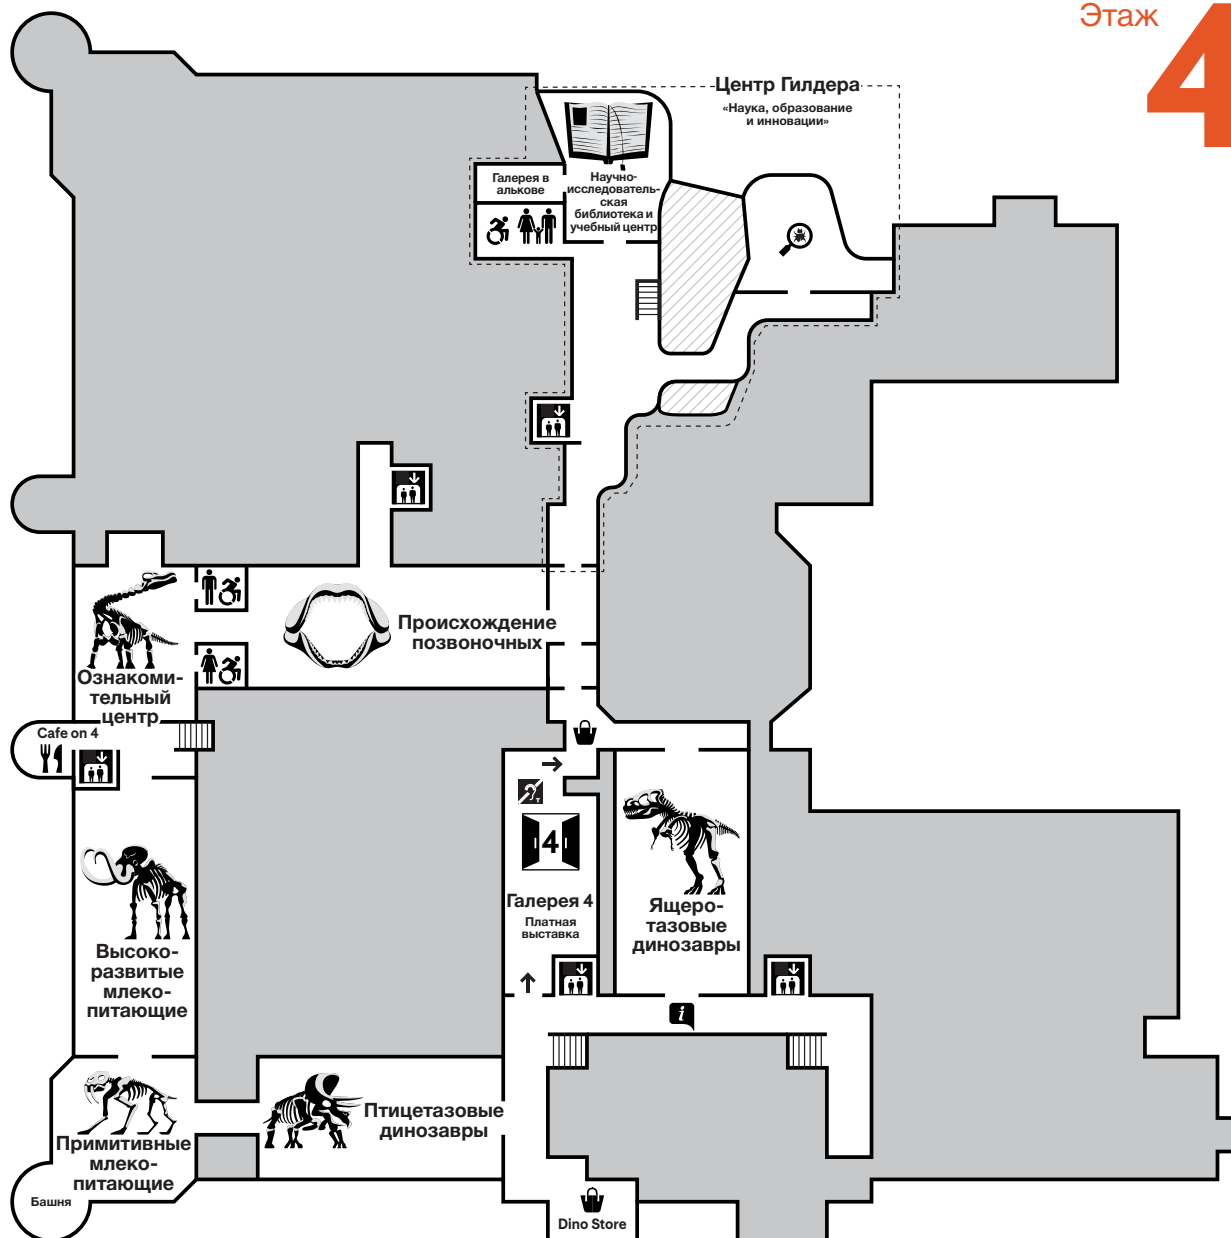 Этаж
4
Центр Гилдера
«Наука, образование
и инновации»
Галерея в
алькове
Научно-
исследователь-
ская
библиотека и
учебный центр
Происхождение
позвоночных
Ознакоми-
тельный
центр
Cafe on 4
T
4
Галерея 4
Платная
выставка
Ящеро-
тазовые
динозавры
Высоко-
развитые
млеко-
питающие
i
Птицетазовые
динозавры
Примитивные
млеко-
питающие
Башня
Dino Store